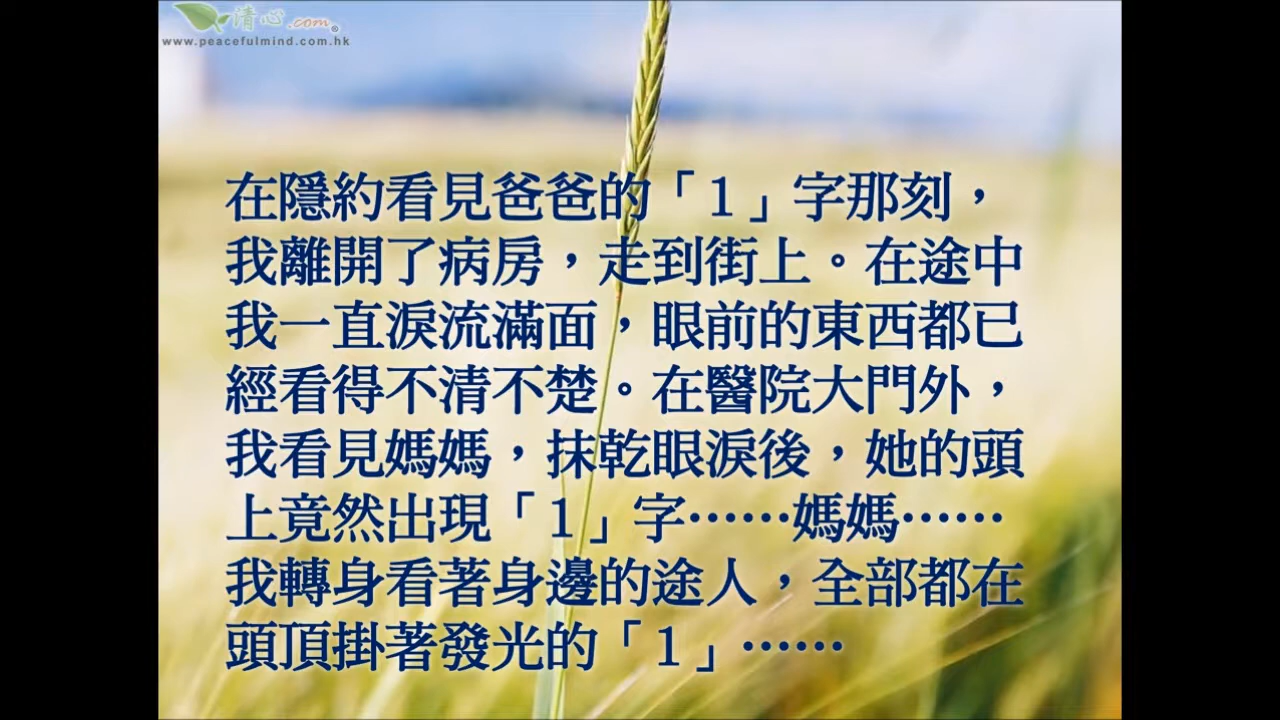 清心.com®
www.peacefulmind.com.hk
在隱約看見爸爸的「1」字那刻，
我離開了病房，走到街上。在途中
我一直淚流滿面，眼前的東西都已
經看得不清不楚。在醫院大門外，
我看見媽媽，抹乾眼淚後，她的頭
上竟然出現「1」字……媽媽……
我轉身看著身邊的途人，全部都在
頭頂掛著發光的「1」……